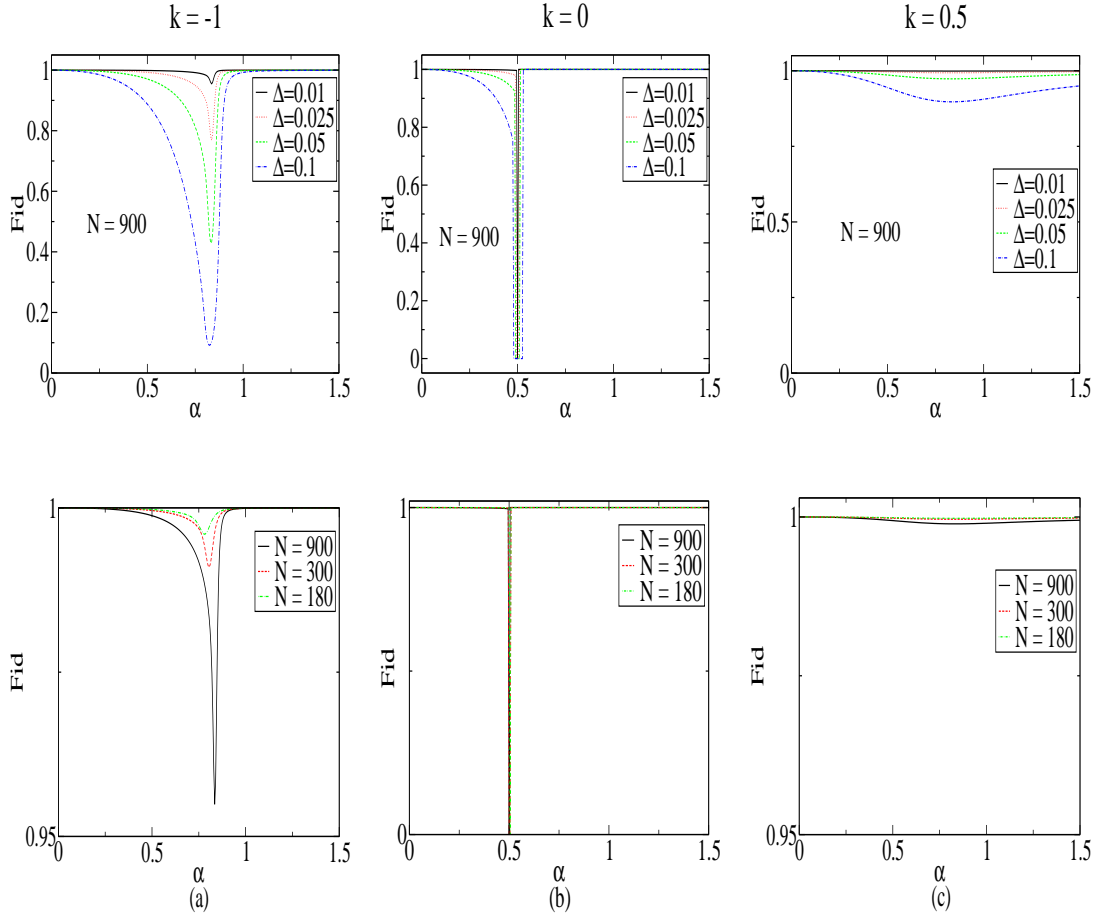 k = -1
k = 0
k = 0.5
1
0.8
0.6
0.4
0.2
0
Fid
Δ=0.01
Δ=0.025
Δ=0.05
Δ=0.1
N = 900
0
0.5
1
1.5
α
1
0.8
0.6
0.4
0.2
0
Fid
Δ=0.01
Δ=0.025
Δ=0.05
Δ=0.1
N = 900
0
0.5
1
1.5
α
1
0.5
0
Fid
Δ=0.01
Δ=0.025
Δ=0.05
Δ=0.1
N = 900
0
0.5
1
1.5
α
1
0.95
Fid
N = 900
N = 300
N = 180
0
0.5
1
1.5
α
(a)
1
0
Fid
N = 900
N = 300
N = 180
0
0.5
1
1.5
α
(b)
1
0.95
Fid
N = 900
N = 300
N = 180
0
0.5
1
1.5
α
(c)